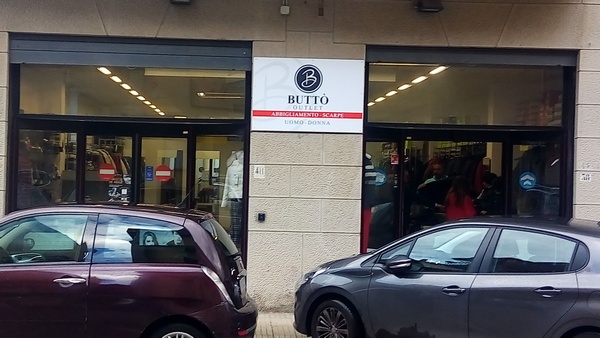 B
BUTTÒ
OUTLET
ABBIGLIAMENTO - SCARPE
UOMO - DONNA